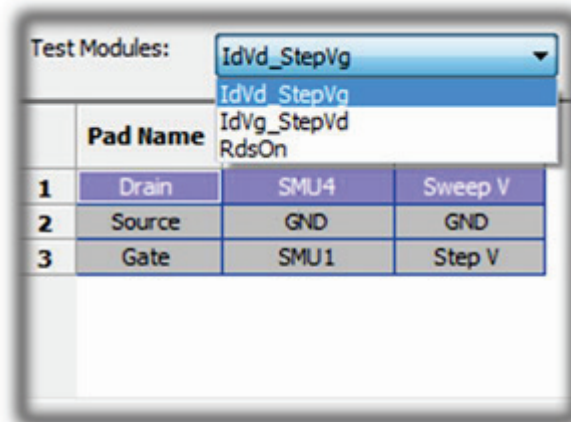 Test Modules: IdVd_StepVg
IdVd_StepVg
IdVg_StepVd
RdsOn
Pad Name
1 Drain SMU4 Sweep V
2 Source GND GND
3 Gate SMU1 Step V